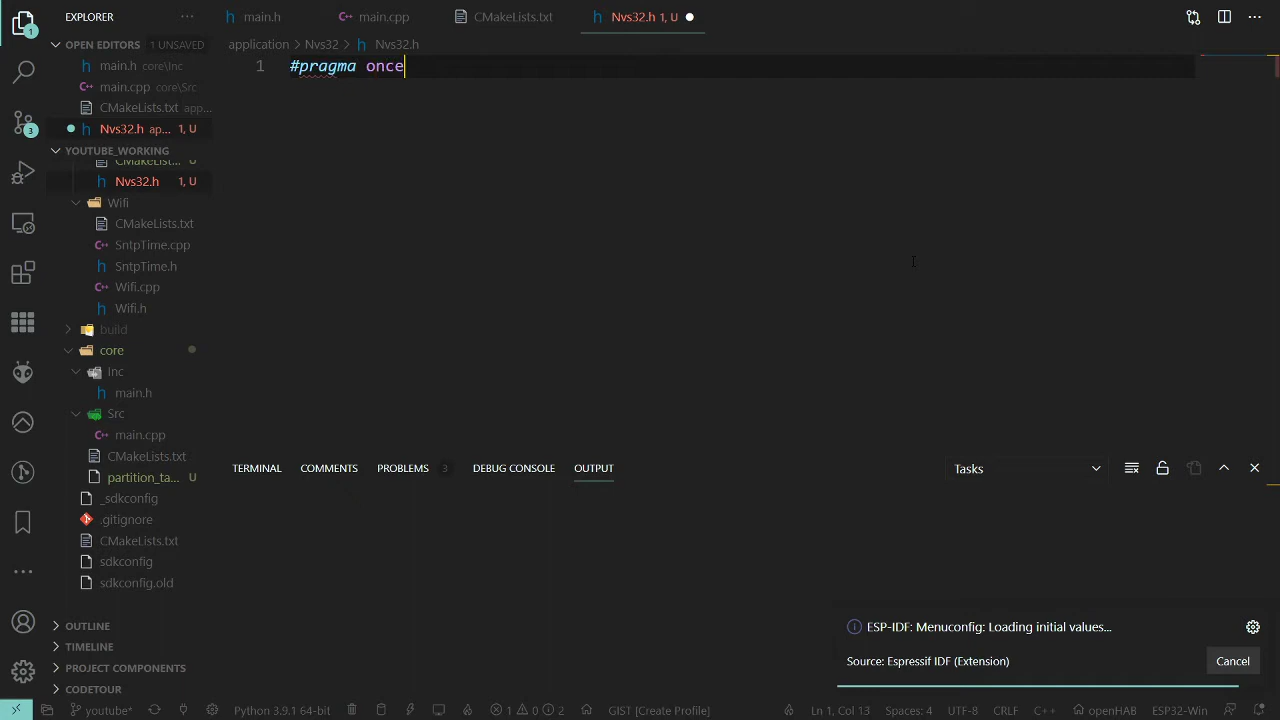 EXPLORER
main.h
main.cpp
CMakeLists.txt
Nvs32.h 1, U
OPEN EDITORS 1 UNSAVED
application > Nvs32 > Nvs32.h
main.h core\Inc
1 #pragma once
main.cpp core\Src
CMakeLists.txt app...
3
Nvs32.h ap... 1, U
YOUTUBE_WORKING
CMakeList... U
Nvs32.h 1, U
Wifi
CMakeLists.txt
SntpTime.cpp
SntpTime.h
Wifi.cpp
Wifi.h
build
core
Inc
main.h
Src
main.cpp
CMakeLists.txt
partition_ta... U
_sdkconfig
.gitignore
CMakeLists.txt
sdkconfig
sdkconfig.old
OUTLINE
TIMELINE
PROJECT COMPONENTS
CODETOUR
TERMINAL COMMENTS PROBLEMS 3 DEBUG CONSOLE OUTPUT Tasks
ESP-IDF: Menuconfig: Loading initial values...
Source: Espressif IDF (Extension) Cancel
youtube* Python 3.9.1 64-bit 1 0 2 GIST [Create Profile] Ln 1, Col 13 Spaces: 4 UTF-8 CRLF C++ openHAB ESP32-Win